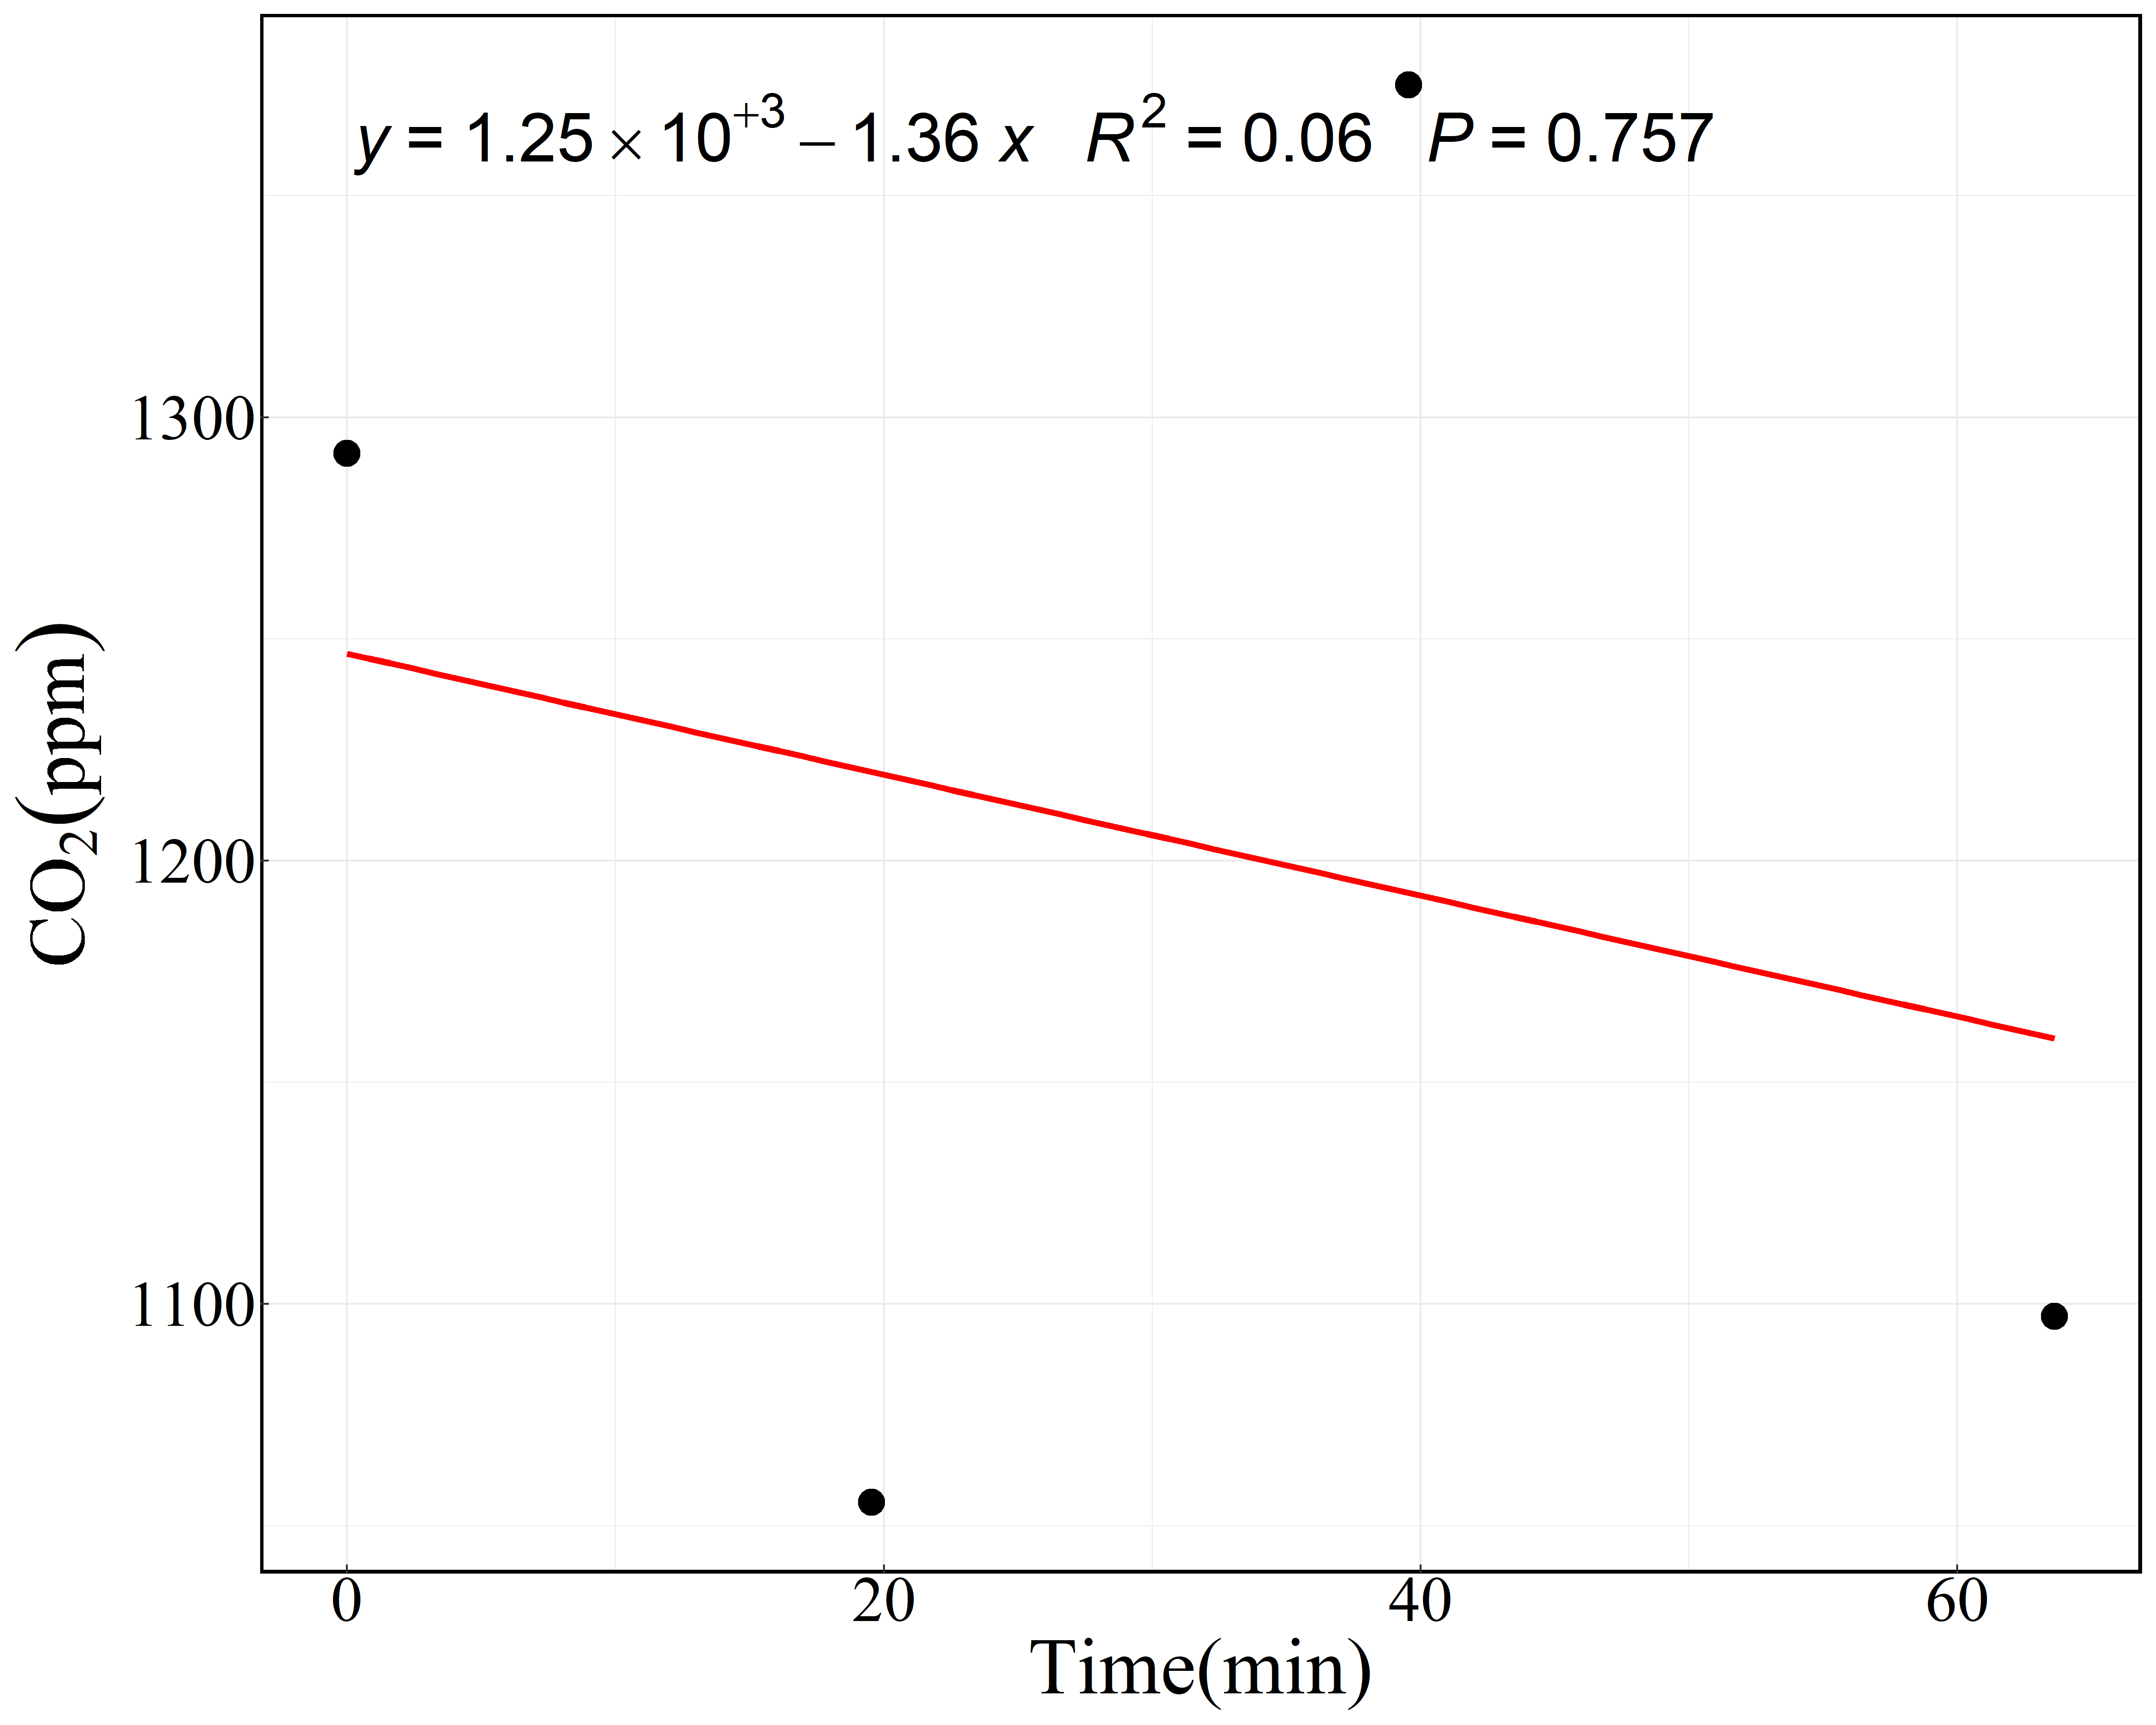 y = 1.25 × 10⁺³ − 1.36 x R² = 0.06 P = 0.757
1300
1200
1100
CO₂(ppm)
0 20 40 60
Time(min)